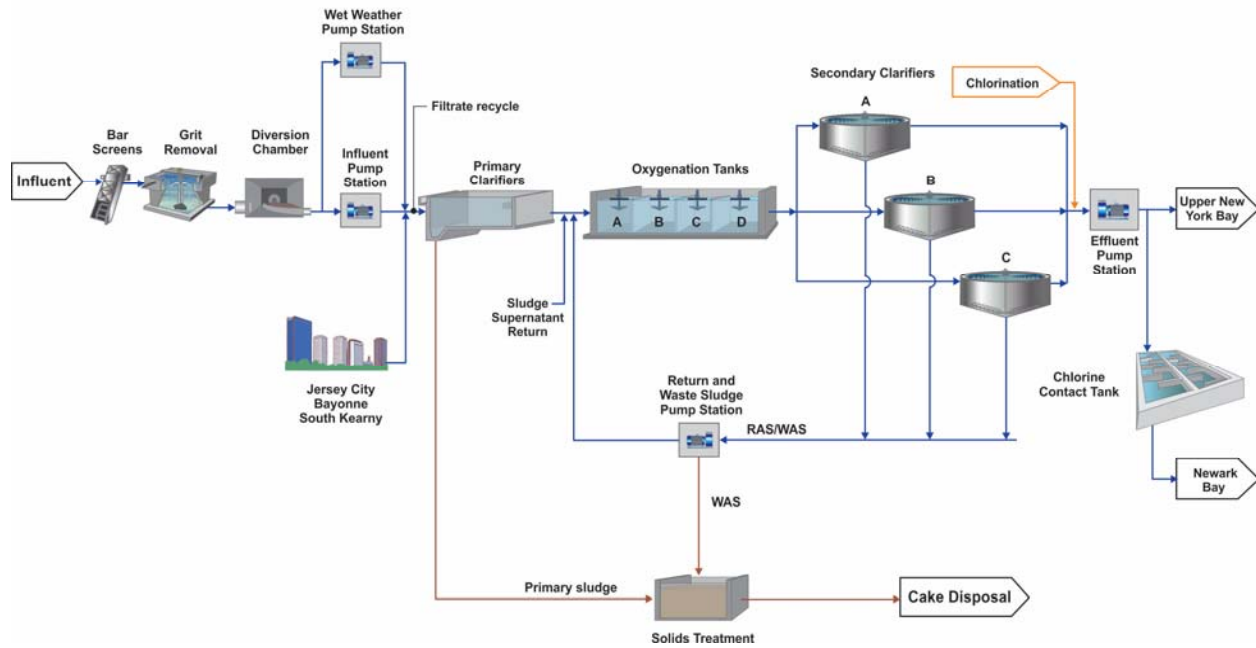 Wet Weather
Pump Station
Secondary Clarifiers
Chlorination
A
Filtrate recycle
Bar
Screens
Grit
Removal
Diversion
Chamber
Influent
Pump
Station
Primary
Clarifiers
Oxygenation Tanks
B
Influent
A
B
C
D
Upper New
York Bay
Effluent
Pump
Station
C
Sludge
Supernatant
Return
Jersey City
Bayonne
South Kearny
Return and
Waste Sludge
Pump Station
Chlorine
Contact Tank
RAS/WAS
Newark
Bay
WAS
Primary sludge
Cake Disposal
Solids Treatment